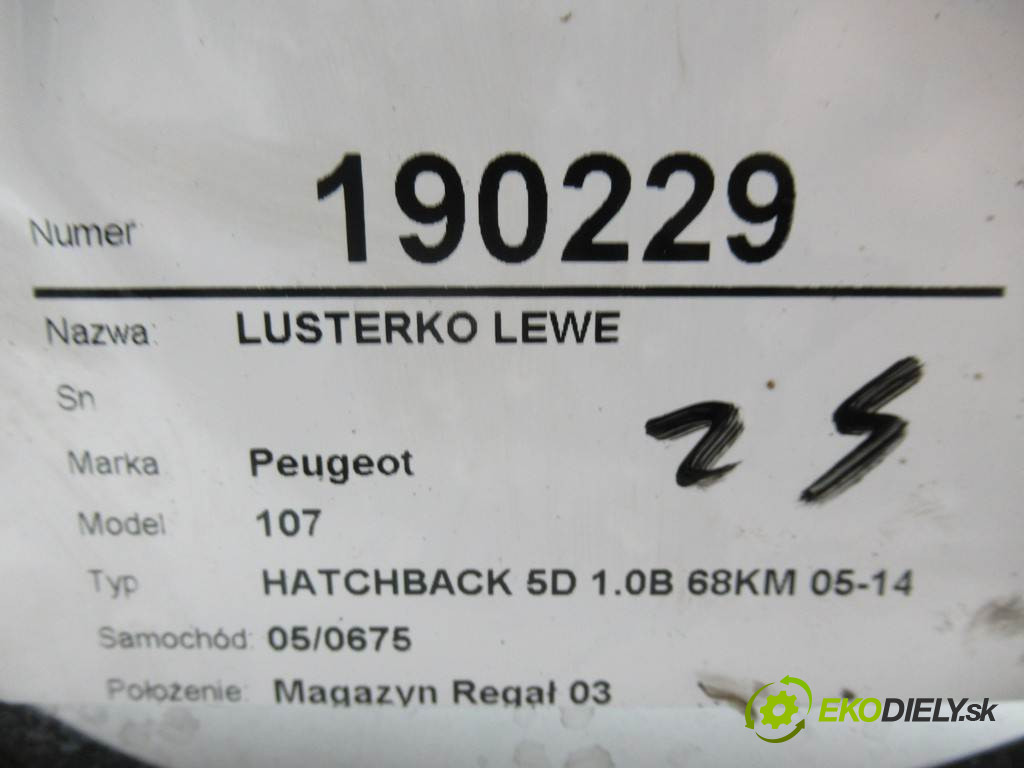 Numer 190229
Nazwa: LUSTERKO LEWE
Sn
25
Marka Peugeot
Model 107
Typ HATCHBACK 5D 1.0B 68KM 05-14
Samochód: 05/0675
Położenie: Magazyn Regał 03
EKODIELY.sk